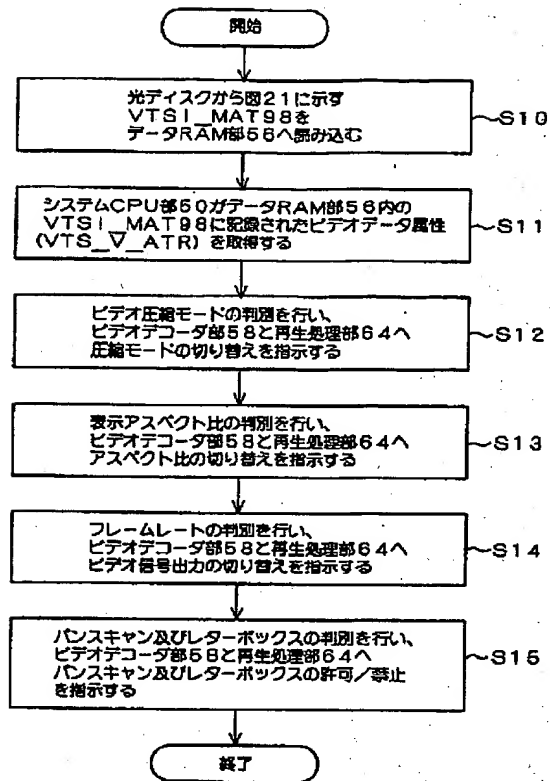 開始
光ディスクから図21に示す
VTSI_MAT98を
データRAM部56へ読み込む
S10
システムCPU部50がデータRAM部56内の
VTSI_MAT98に記録されたビデオデータ属性
(VTS_V_ATR)を取得する
S11
ビデオ圧縮モードの判別を行い、
ビデオデコーダ部58と再生処理部64へ
圧縮モードの切り替えを指示する
S12
表示アスペクト比の判別を行い、
ビデオデコーダ部58と再生処理部64へ
アスペクト比の切り替えを指示する
S13
フレームレートの判別を行い、
ビデオデコーダ部58と再生処理部64へ
ビデオ信号出力の切り替えを指示する
S14
パンスキャン及びレターボックスの判別を行い、
ビデオデコーダ部58と再生処理部64へ
パンスキャン及びレターボックスの許可/禁止
を指示する
S15
終了